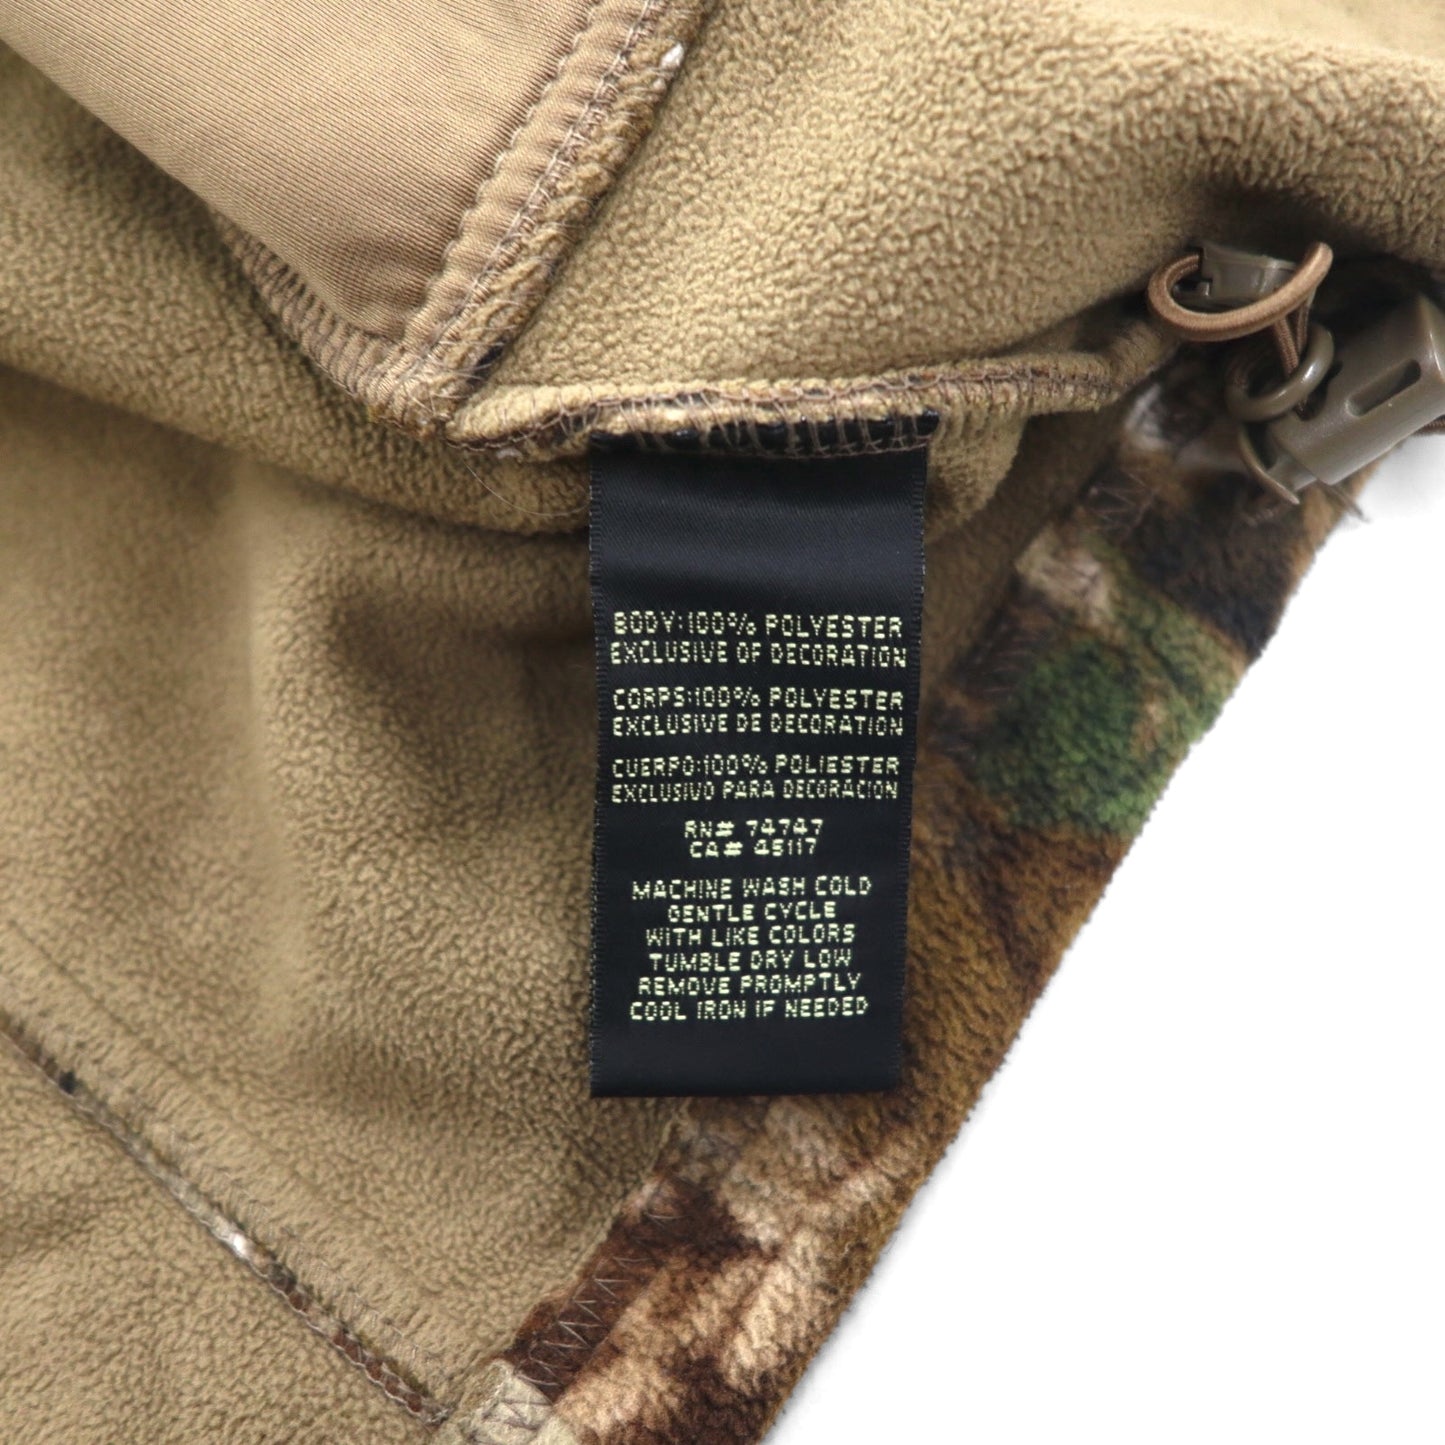 BODY:100% POLYESTER
EXCLUSIVE OF DECORATION
CORPS:100% POLYESTER
EXCLUSIVE DE DECORATION
CUERPO:100% POLIESTER
EXCLUSIVO PARA DECORACION
RN# 74747
CA# 45117
MACHINE WASH COLD
GENTLE CYCLE
WITH LIKE COLORS
TUMBLE DRY LOW
REMOVE PROMPTLY
COOL IRON IF NEEDED